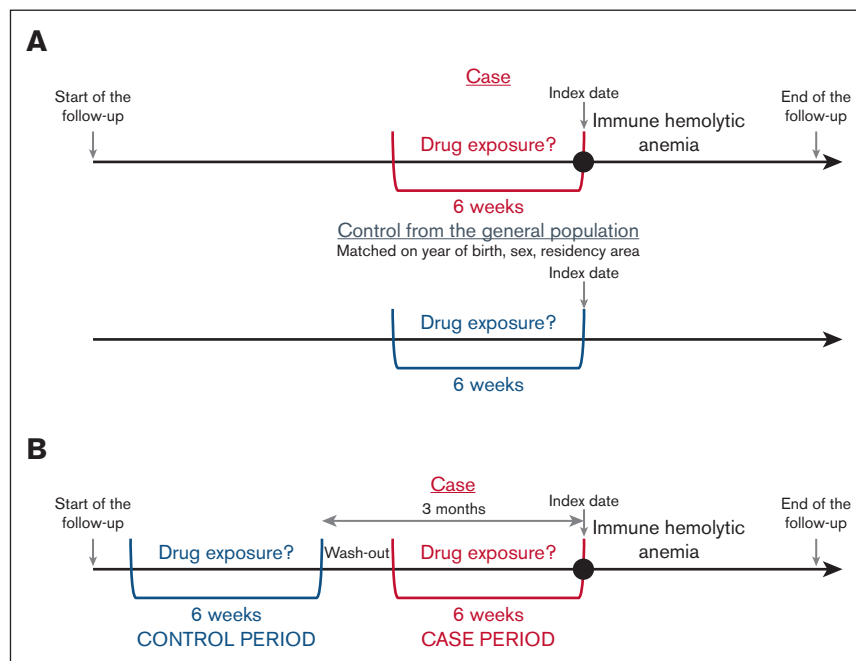 A
Case
Start of the
follow-up
Index date
End of the
follow-up
Immune hemolytic
anemia
Drug exposure?
6 weeks
Control from the general population
Matched on year of birth, sex, residency area
Index date
Drug exposure?
6 weeks
B
Case
Start of the
follow-up
3 months
Index date
End of the
follow-up
Immune hemolytic
anemia
Drug exposure?
Wash-out
Drug exposure?
6 weeks
CONTROL PERIOD
6 weeks
CASE PERIOD